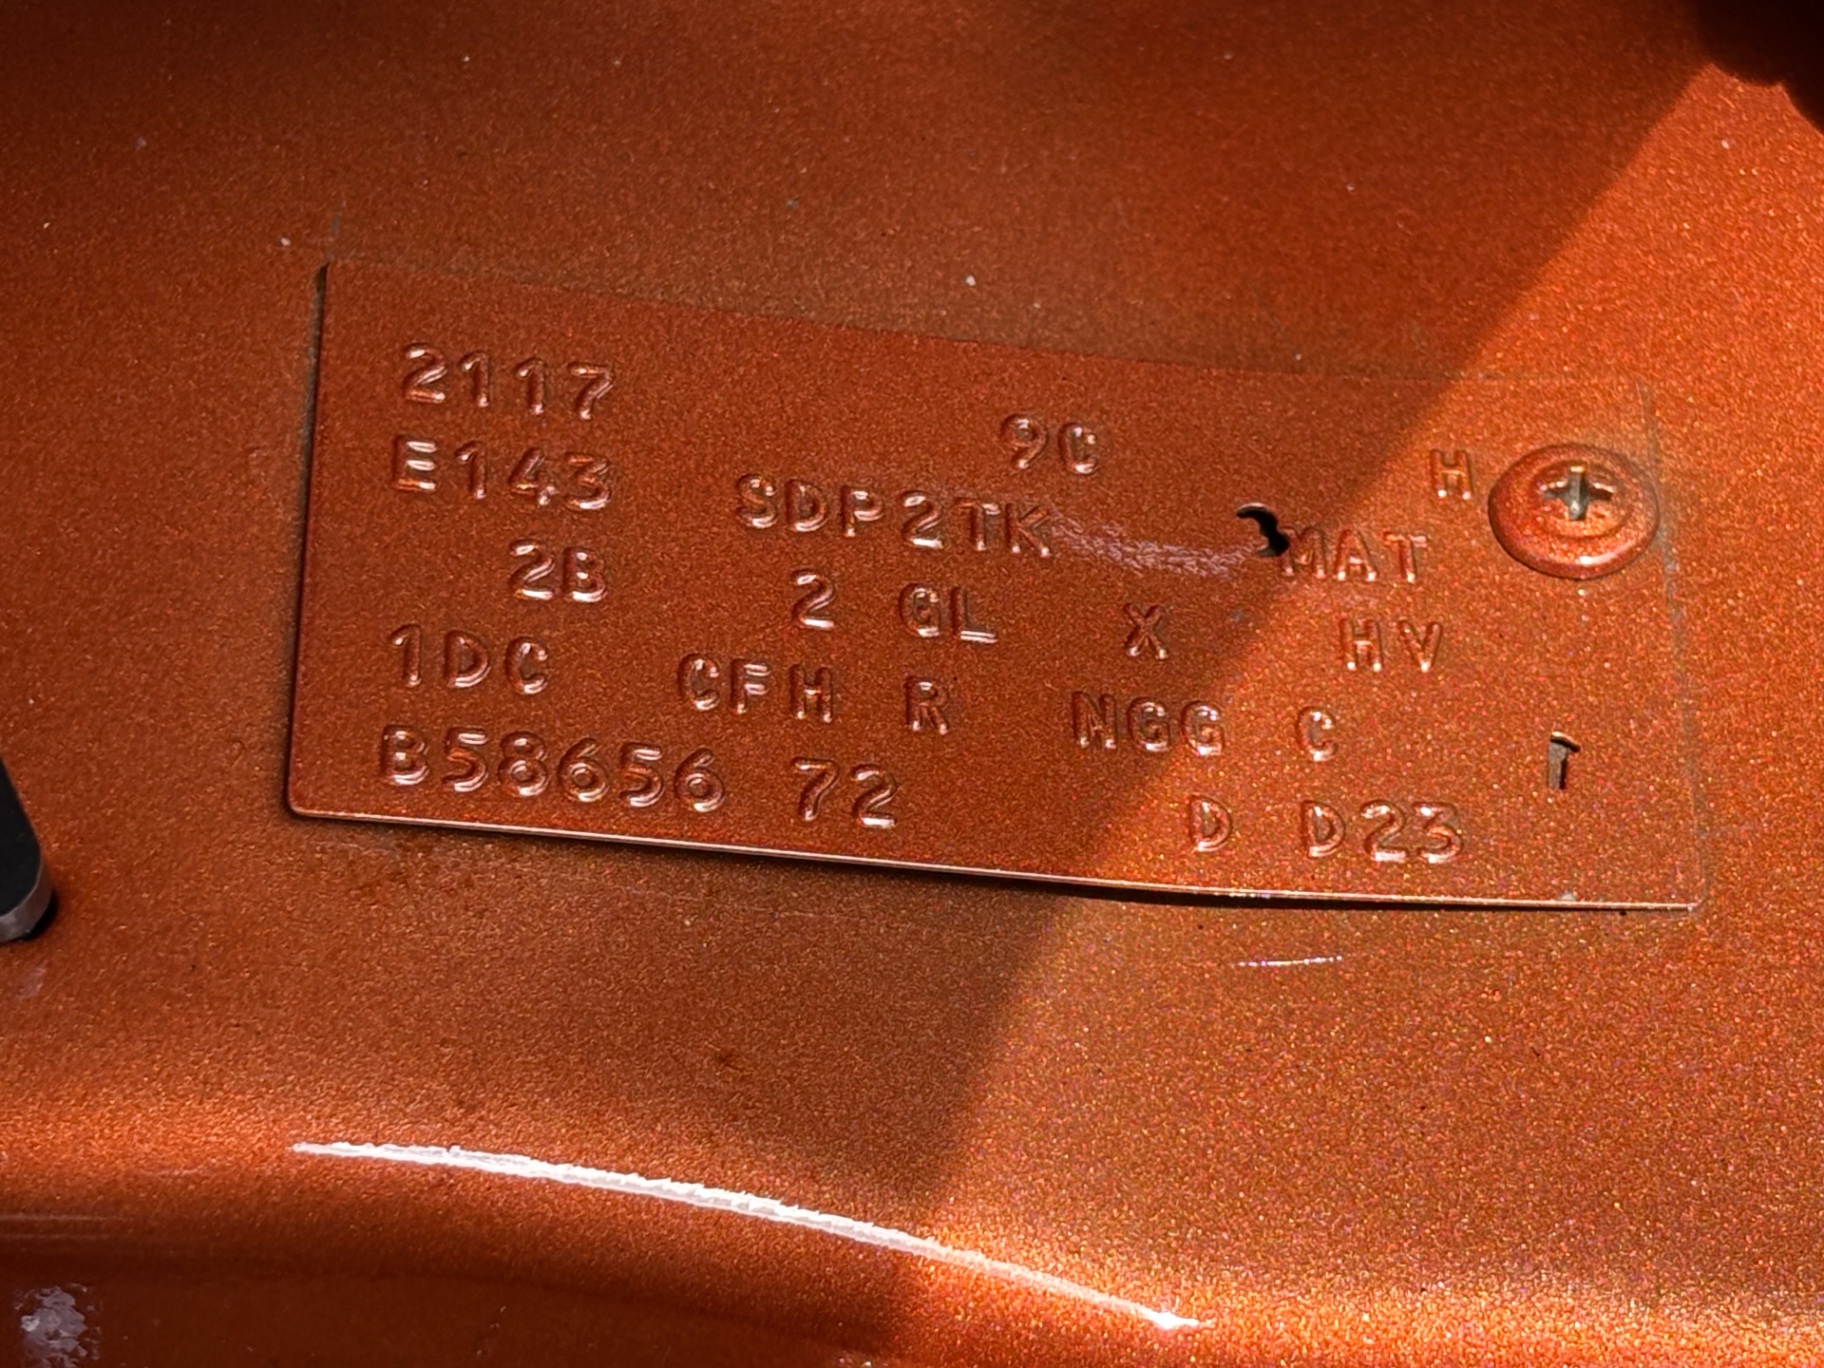 2117 9C H
E143 SDP2TK MAT
2B 2 GL X HV
1DC CFH R NGG C
B58656 72 D D23